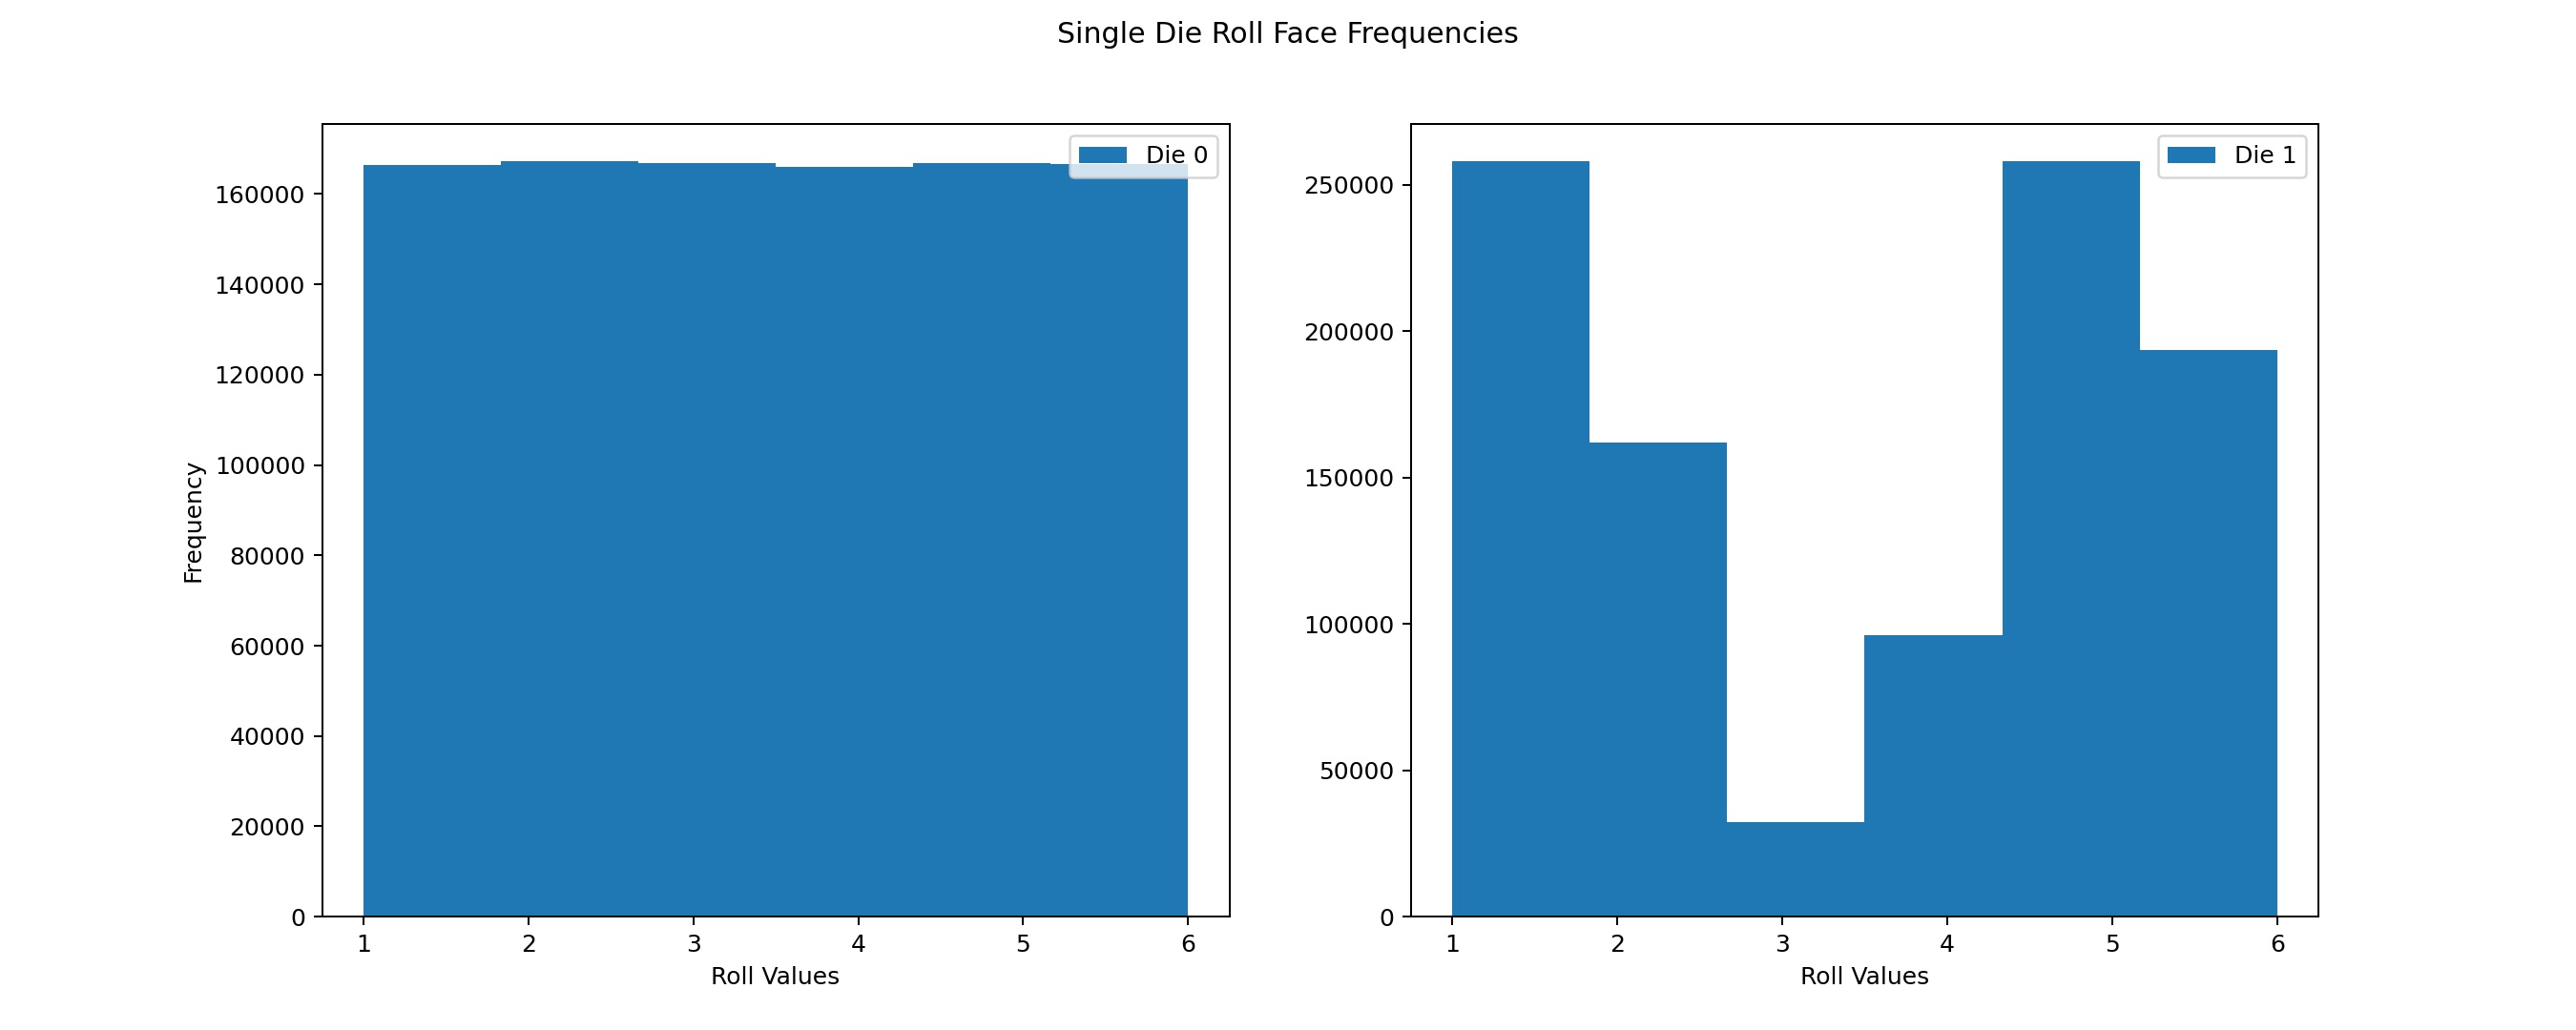 Single Die Roll Face Frequencies
Die 0
160000
140000
120000
100000
80000
60000
40000
20000
0
Frequency
1 2 3 4 5 6
Roll Values
Die 1
250000
200000
150000
100000
50000
0
1 2 3 4 5 6
Roll Values